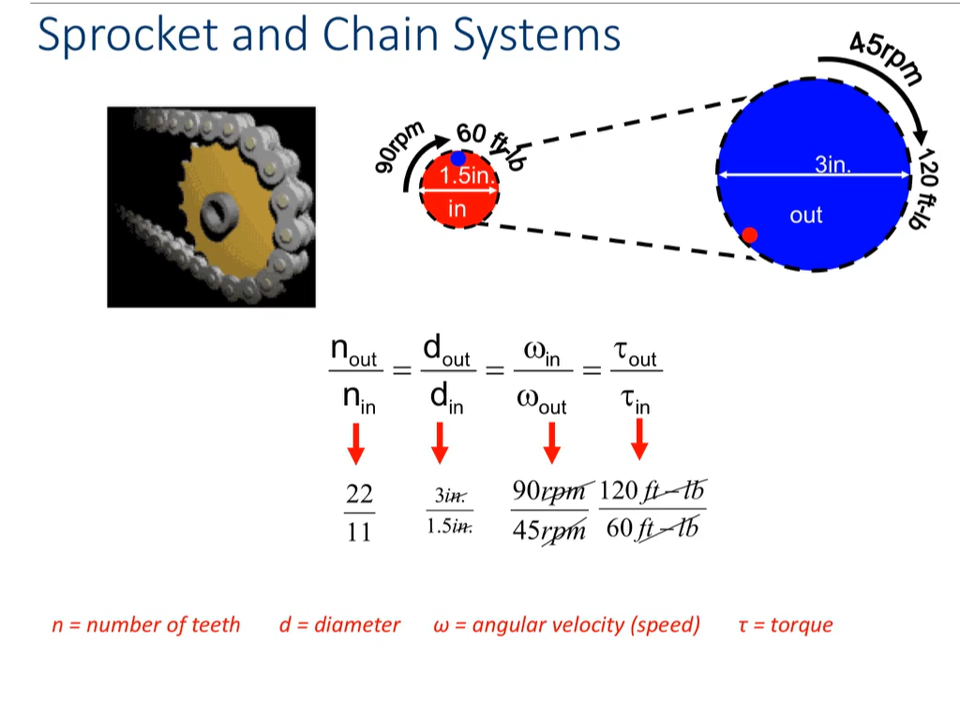 Sprocket and Chain Systems
90rpm
60 ft-lb
1.5in.
in
45rpm
120 ft-lb
3in.
out
n_out/n_in = d_out/d_in = ω_in/ω_out = τ_out/τ_in
22/11 3in./1.5in. 90rpm/45rpm 120 ft–lb/60 ft–lb
n = number of teeth d = diameter ω = angular velocity (speed) τ = torque